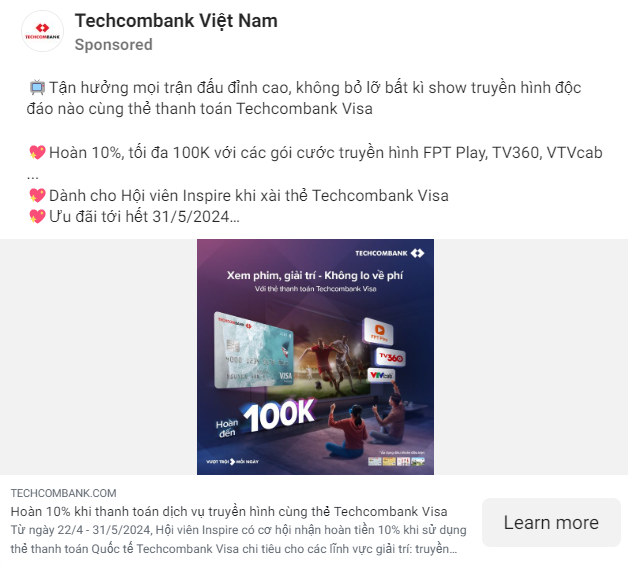 Techcombank Việt Nam
TECHCOMBANK
Sponsored
📺Tận hưởng mọi trận đấu đỉnh cao, không bỏ lỡ bất kì show truyền hình độc
đáo nào cùng thẻ thanh toán Techcombank Visa
💖Hoàn 10%, tối đa 100K với các gói cước truyền hình FPT Play, TV360, VTVcab
...
💖Dành cho Hội viên Inspire khi xài thẻ Techcombank Visa
💖Ưu đãi tới hết 31/5/2024...
TECHCOMBANK
Xem phim, giải trí - Không lo về phí
Với thẻ thanh toán Techcombank Visa
TECHCOMBANK
VISA
FPT Play
TV360
VTVcab
Hoàn
đến
100K
VƯỢT TRỘI MỖI NGÀY
TECHCOMBANK.COM
Hoàn 10% khi thanh toán dịch vụ truyền hình cùng thẻ Techcombank Visa
Từ ngày 22/4 - 31/5/2024, Hội viên Inspire có cơ hội nhận hoàn tiền 10% khi sử dụng
thẻ thanh toán Quốc tế Techcombank Visa chi tiêu cho các lĩnh vực giải trí: truyền...
Learn more